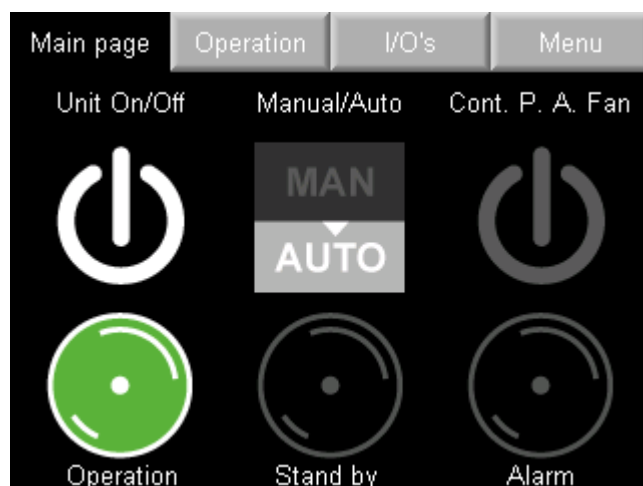 Main page Operation I/O's Menu
Unit On/Off Manual/Auto Cont. P. A. Fan
MAN
AUTO
Operation Stand by Alarm